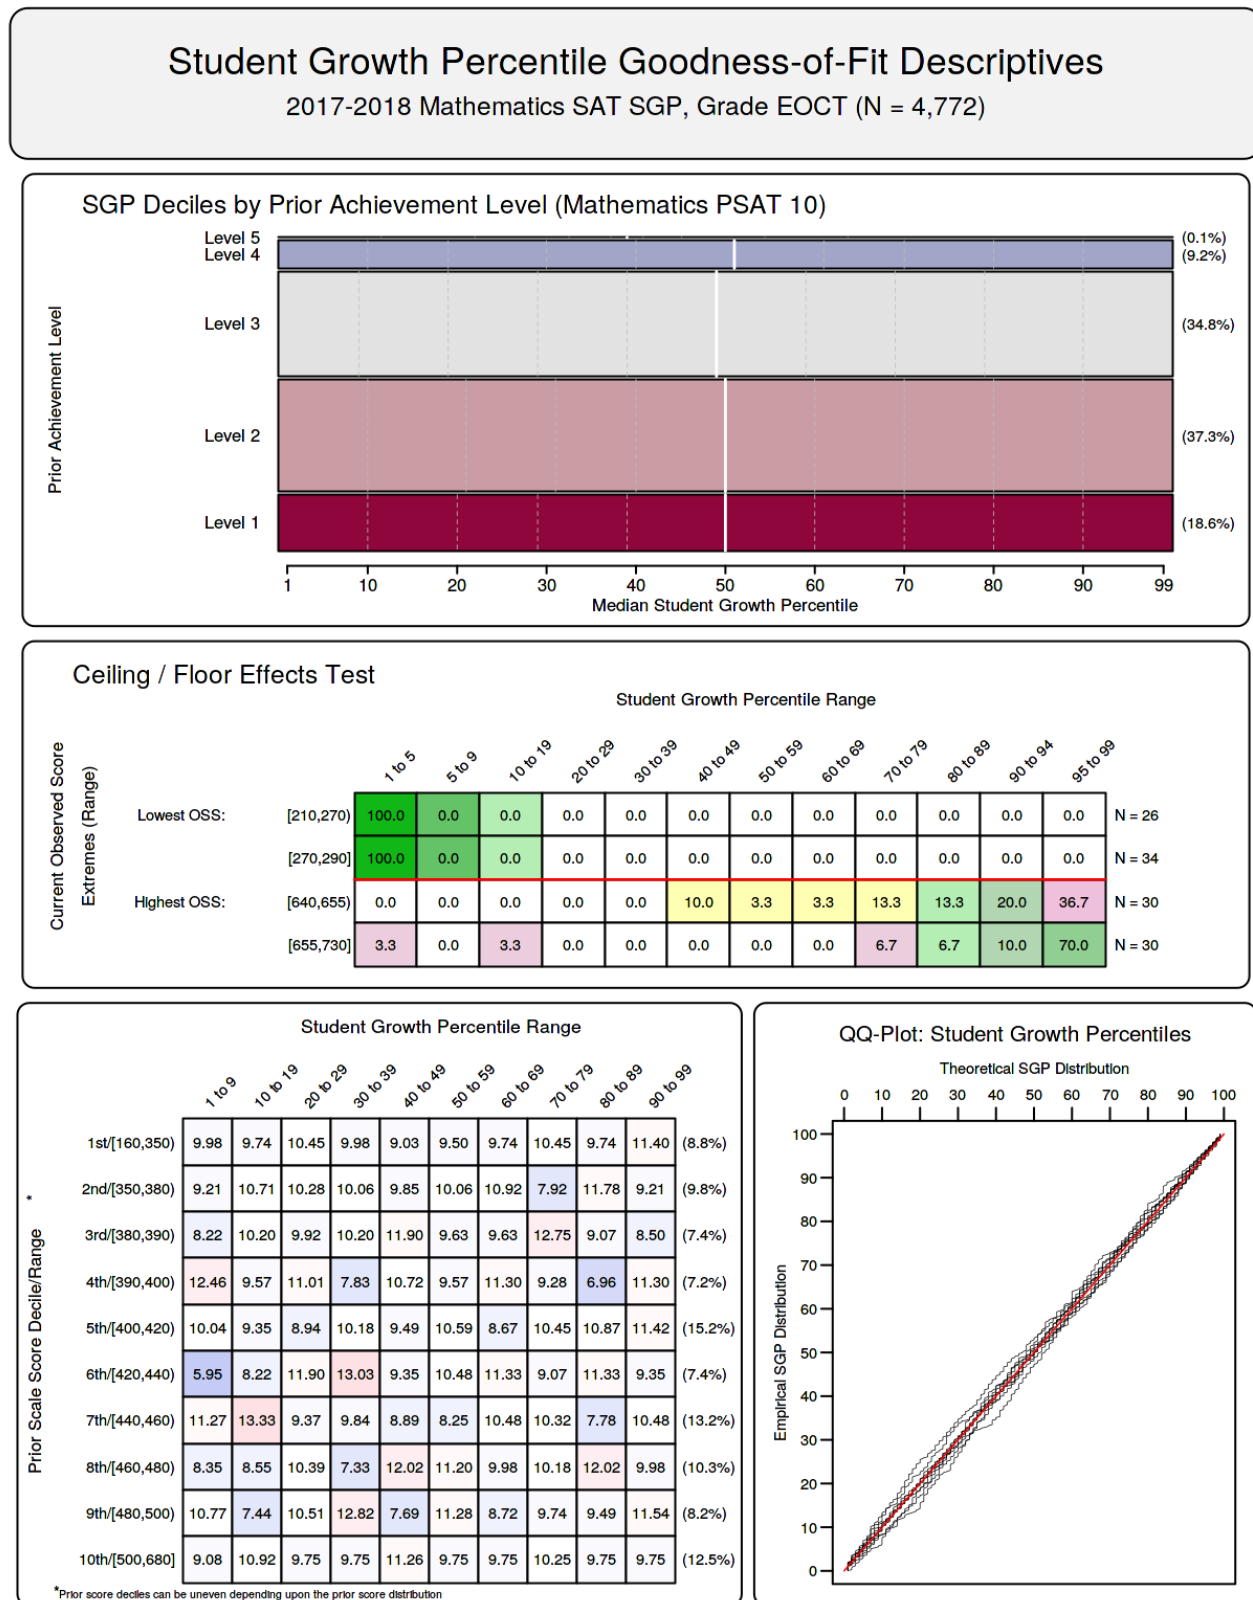 Student Growth Percentile Goodness-of-Fit Descriptives
2017-2018 Mathematics SAT SGP, Grade EOCT (N = 4,772)
SGP Deciles by Prior Achievement Level (Mathematics PSAT 10)
Prior Achievement Level
Level 5 (0.1%)
Level 4 (9.2%)
Level 3 (34.8%)
Level 2 (37.3%)
Level 1 (18.6%)
1 10 20 30 40 50 60 70 80 90 99
Median Student Growth Percentile
Ceiling / Floor Effects Test
Student Growth Percentile Range
Current Observed Score
Extremes (Range)
1 to 5 5 to 9 10 to 19 20 to 29 30 to 39 40 to 49 50 to 59 60 to 69 70 to 79 80 to 89 90 to 94 95 to 99
Lowest OSS: [210,270) 100.0 0.0 0.0 0.0 0.0 0.0 0.0 0.0 0.0 0.0 0.0 0.0 N = 26
[270,290] 100.0 0.0 0.0 0.0 0.0 0.0 0.0 0.0 0.0 0.0 0.0 0.0 N = 34
Highest OSS: [640,655) 0.0 0.0 0.0 0.0 0.0 10.0 3.3 3.3 13.3 13.3 20.0 36.7 N = 30
[655,730] 3.3 0.0 3.3 0.0 0.0 0.0 0.0 0.0 6.7 6.7 10.0 70.0 N = 30
Student Growth Percentile Range
Prior Scale Score Decile/Range *
1 to 9 10 to 19 20 to 29 30 to 39 40 to 49 50 to 59 60 to 69 70 to 79 80 to 89 90 to 99
1st/[160,350) 9.98 9.74 10.45 9.98 9.03 9.50 9.74 10.45 9.74 11.40 (8.8%)
2nd/[350,380) 9.21 10.71 10.28 10.06 9.85 10.06 10.92 7.92 11.78 9.21 (9.8%)
3rd/[380,390) 8.22 10.20 9.92 10.20 11.90 9.63 9.63 12.75 9.07 8.50 (7.4%)
4th/[390,400) 12.46 9.57 11.01 7.83 10.72 9.57 11.30 9.28 6.96 11.30 (7.2%)
5th/[400,420) 10.04 9.35 8.94 10.18 9.49 10.59 8.67 10.45 10.87 11.42 (15.2%)
6th/[420,440) 5.95 8.22 11.90 13.03 9.35 10.48 11.33 9.07 11.33 9.35 (7.4%)
7th/[440,460) 11.27 13.33 9.37 9.84 8.89 8.25 10.48 10.32 7.78 10.48 (13.2%)
8th/[460,480) 8.35 8.55 10.39 7.33 12.02 11.20 9.98 10.18 12.02 9.98 (10.3%)
9th/[480,500) 10.77 7.44 10.51 12.82 7.69 11.28 8.72 9.74 9.49 11.54 (8.2%)
10th/[500,680] 9.08 10.92 9.75 9.75 11.26 9.75 9.75 10.25 9.75 9.75 (12.5%)
*Prior score deciles can be uneven depending upon the prior score distribution
QQ-Plot: Student Growth Percentiles
Theoretical SGP Distribution
0 10 20 30 40 50 60 70 80 90 100
Empirical SGP Distribution
100
90
80
70
60
50
40
30
20
10
0